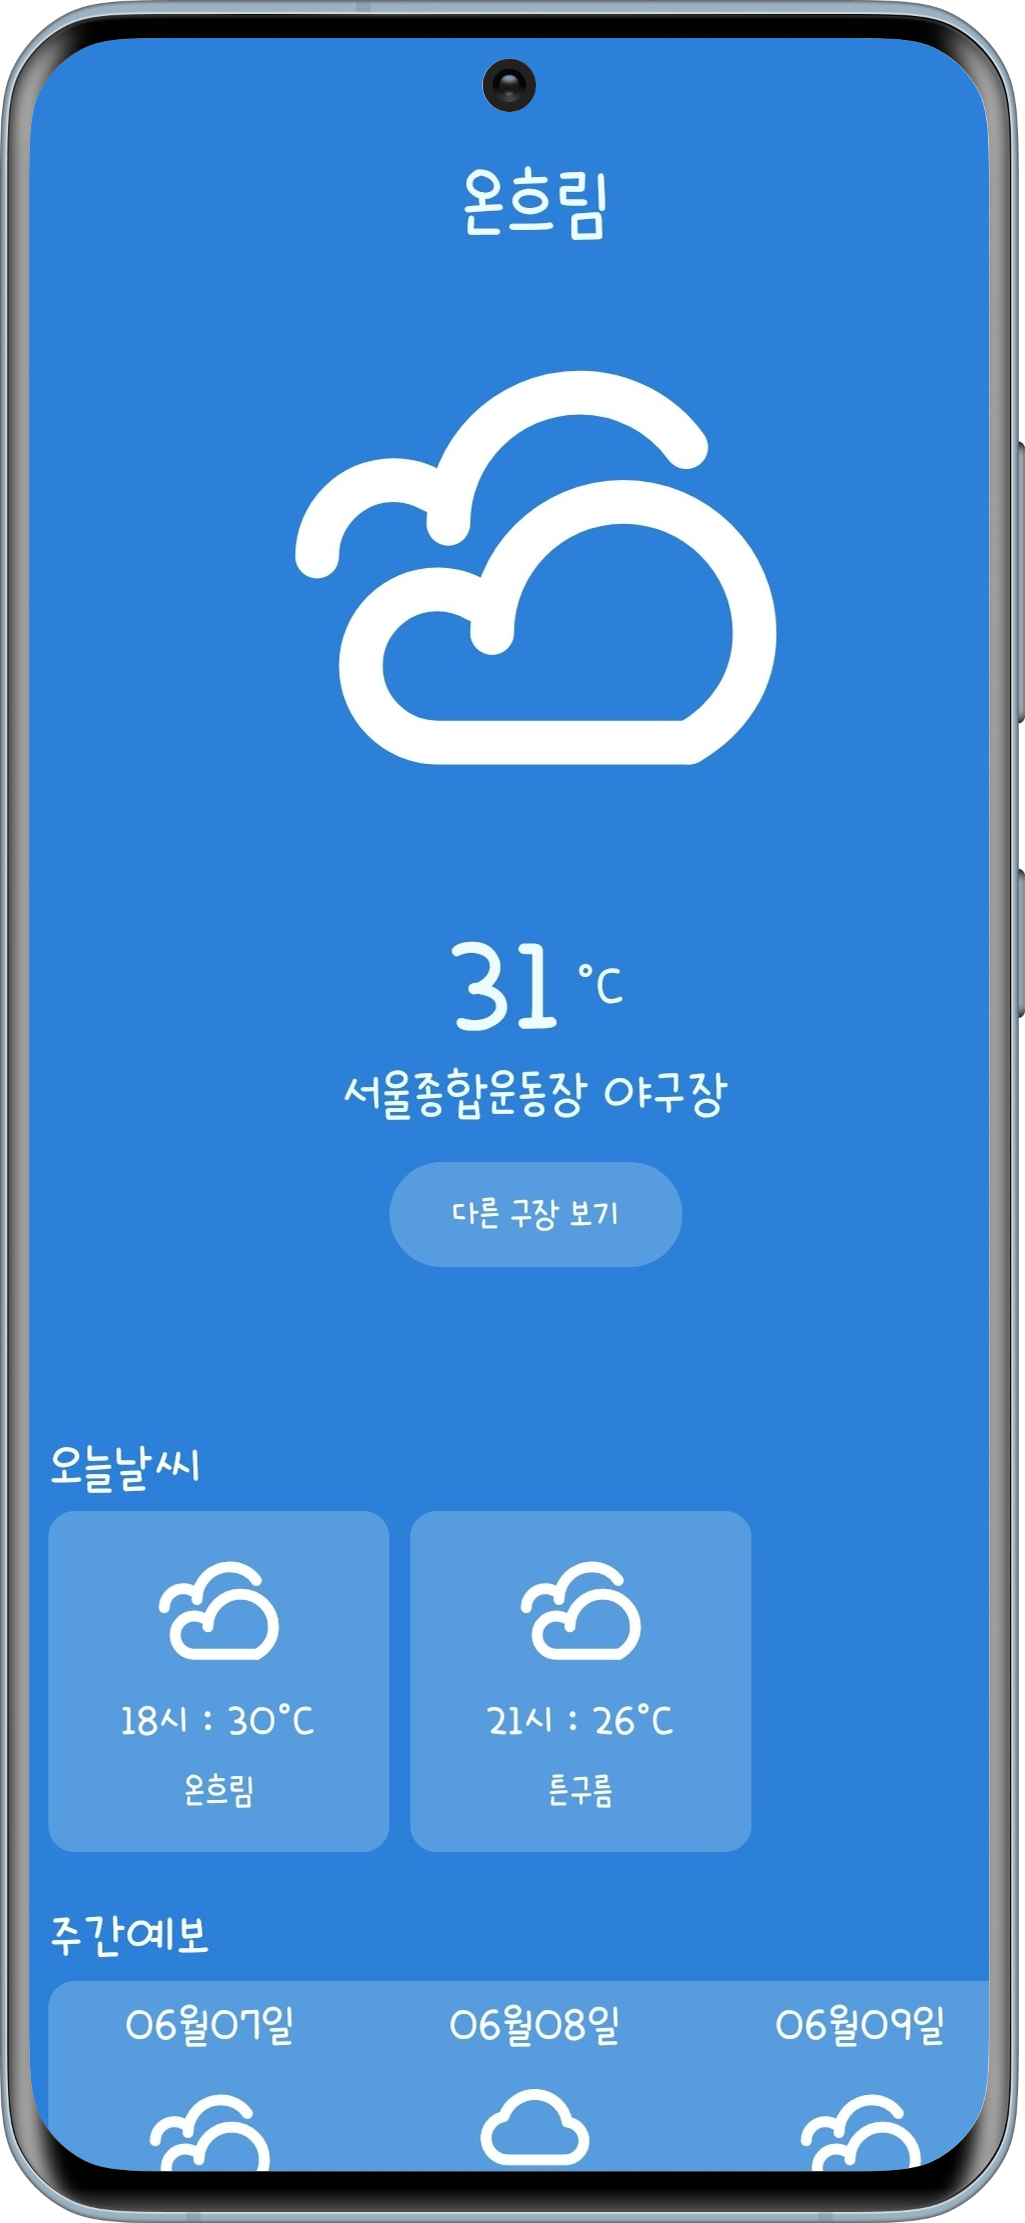 온흐림
31 °C
서울종합운동장 야구장
다른 구장 보기
오늘날씨
18시 : 30°C
온흐림
21시 : 26°C
튼구름
주간예보
06월07일
06월08일
06월09일